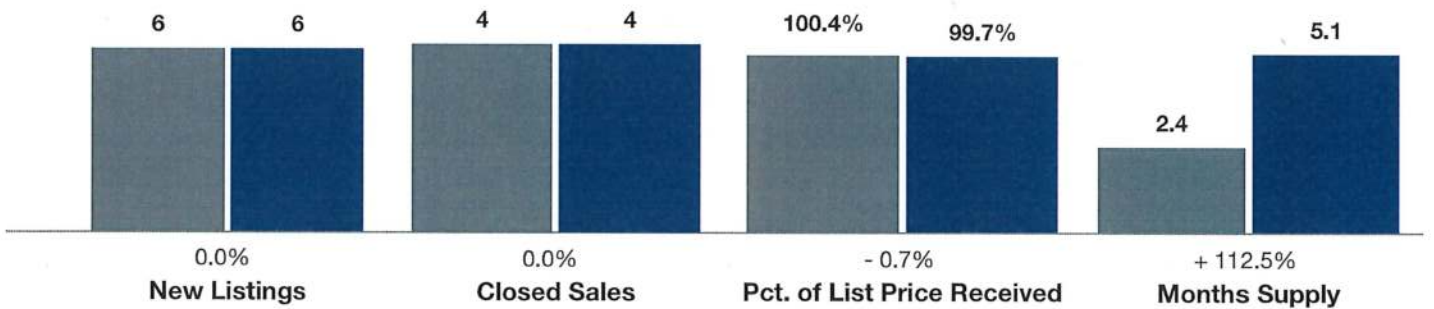 6 6 4 4 100.4% 99.7% 2.4 5.1
0.0% 0.0% - 0.7% + 112.5%
New Listings Closed Sales Pct. of List Price Received Months Supply